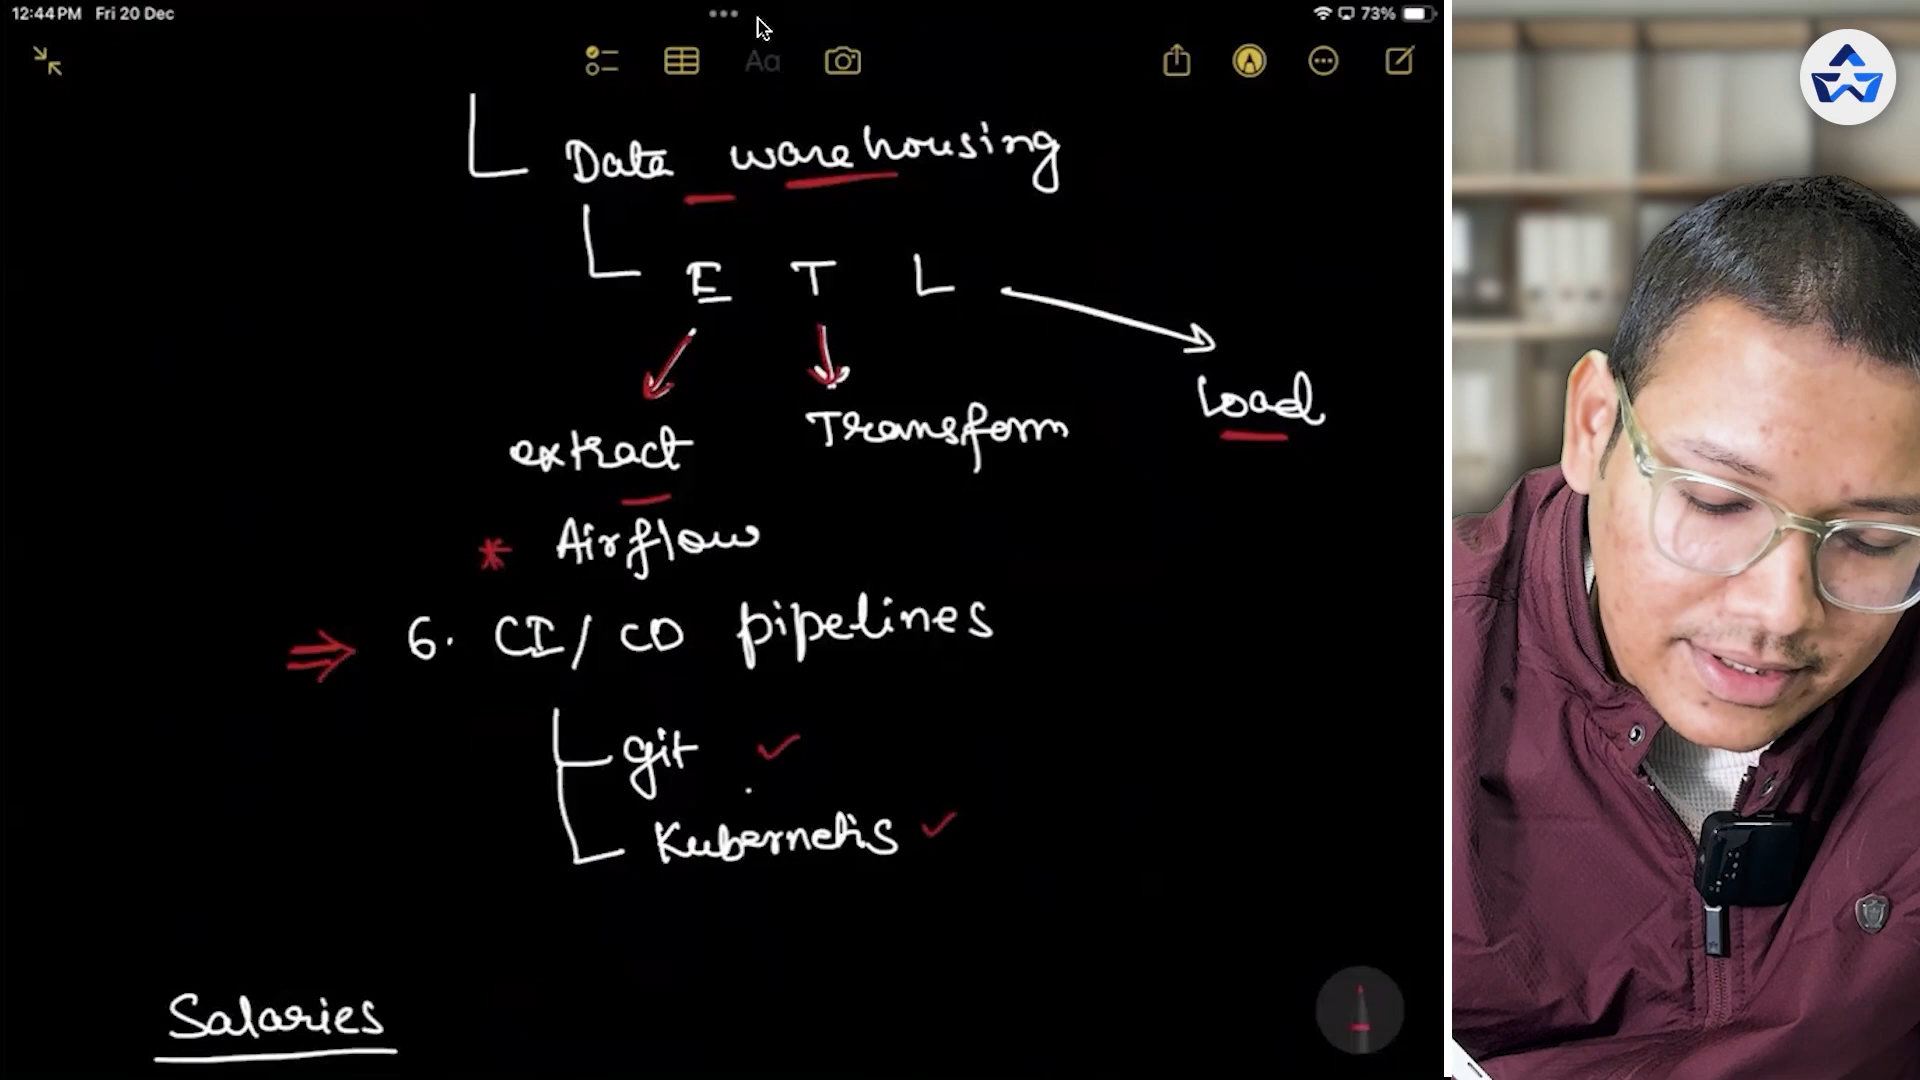 12:44 PM Fri 20 Dec
73%
Aa
Data warehousing
E T L
Load
Transform
extract
* Airflow
6. CI/CD pipelines
git
Kubernetis
Salaries